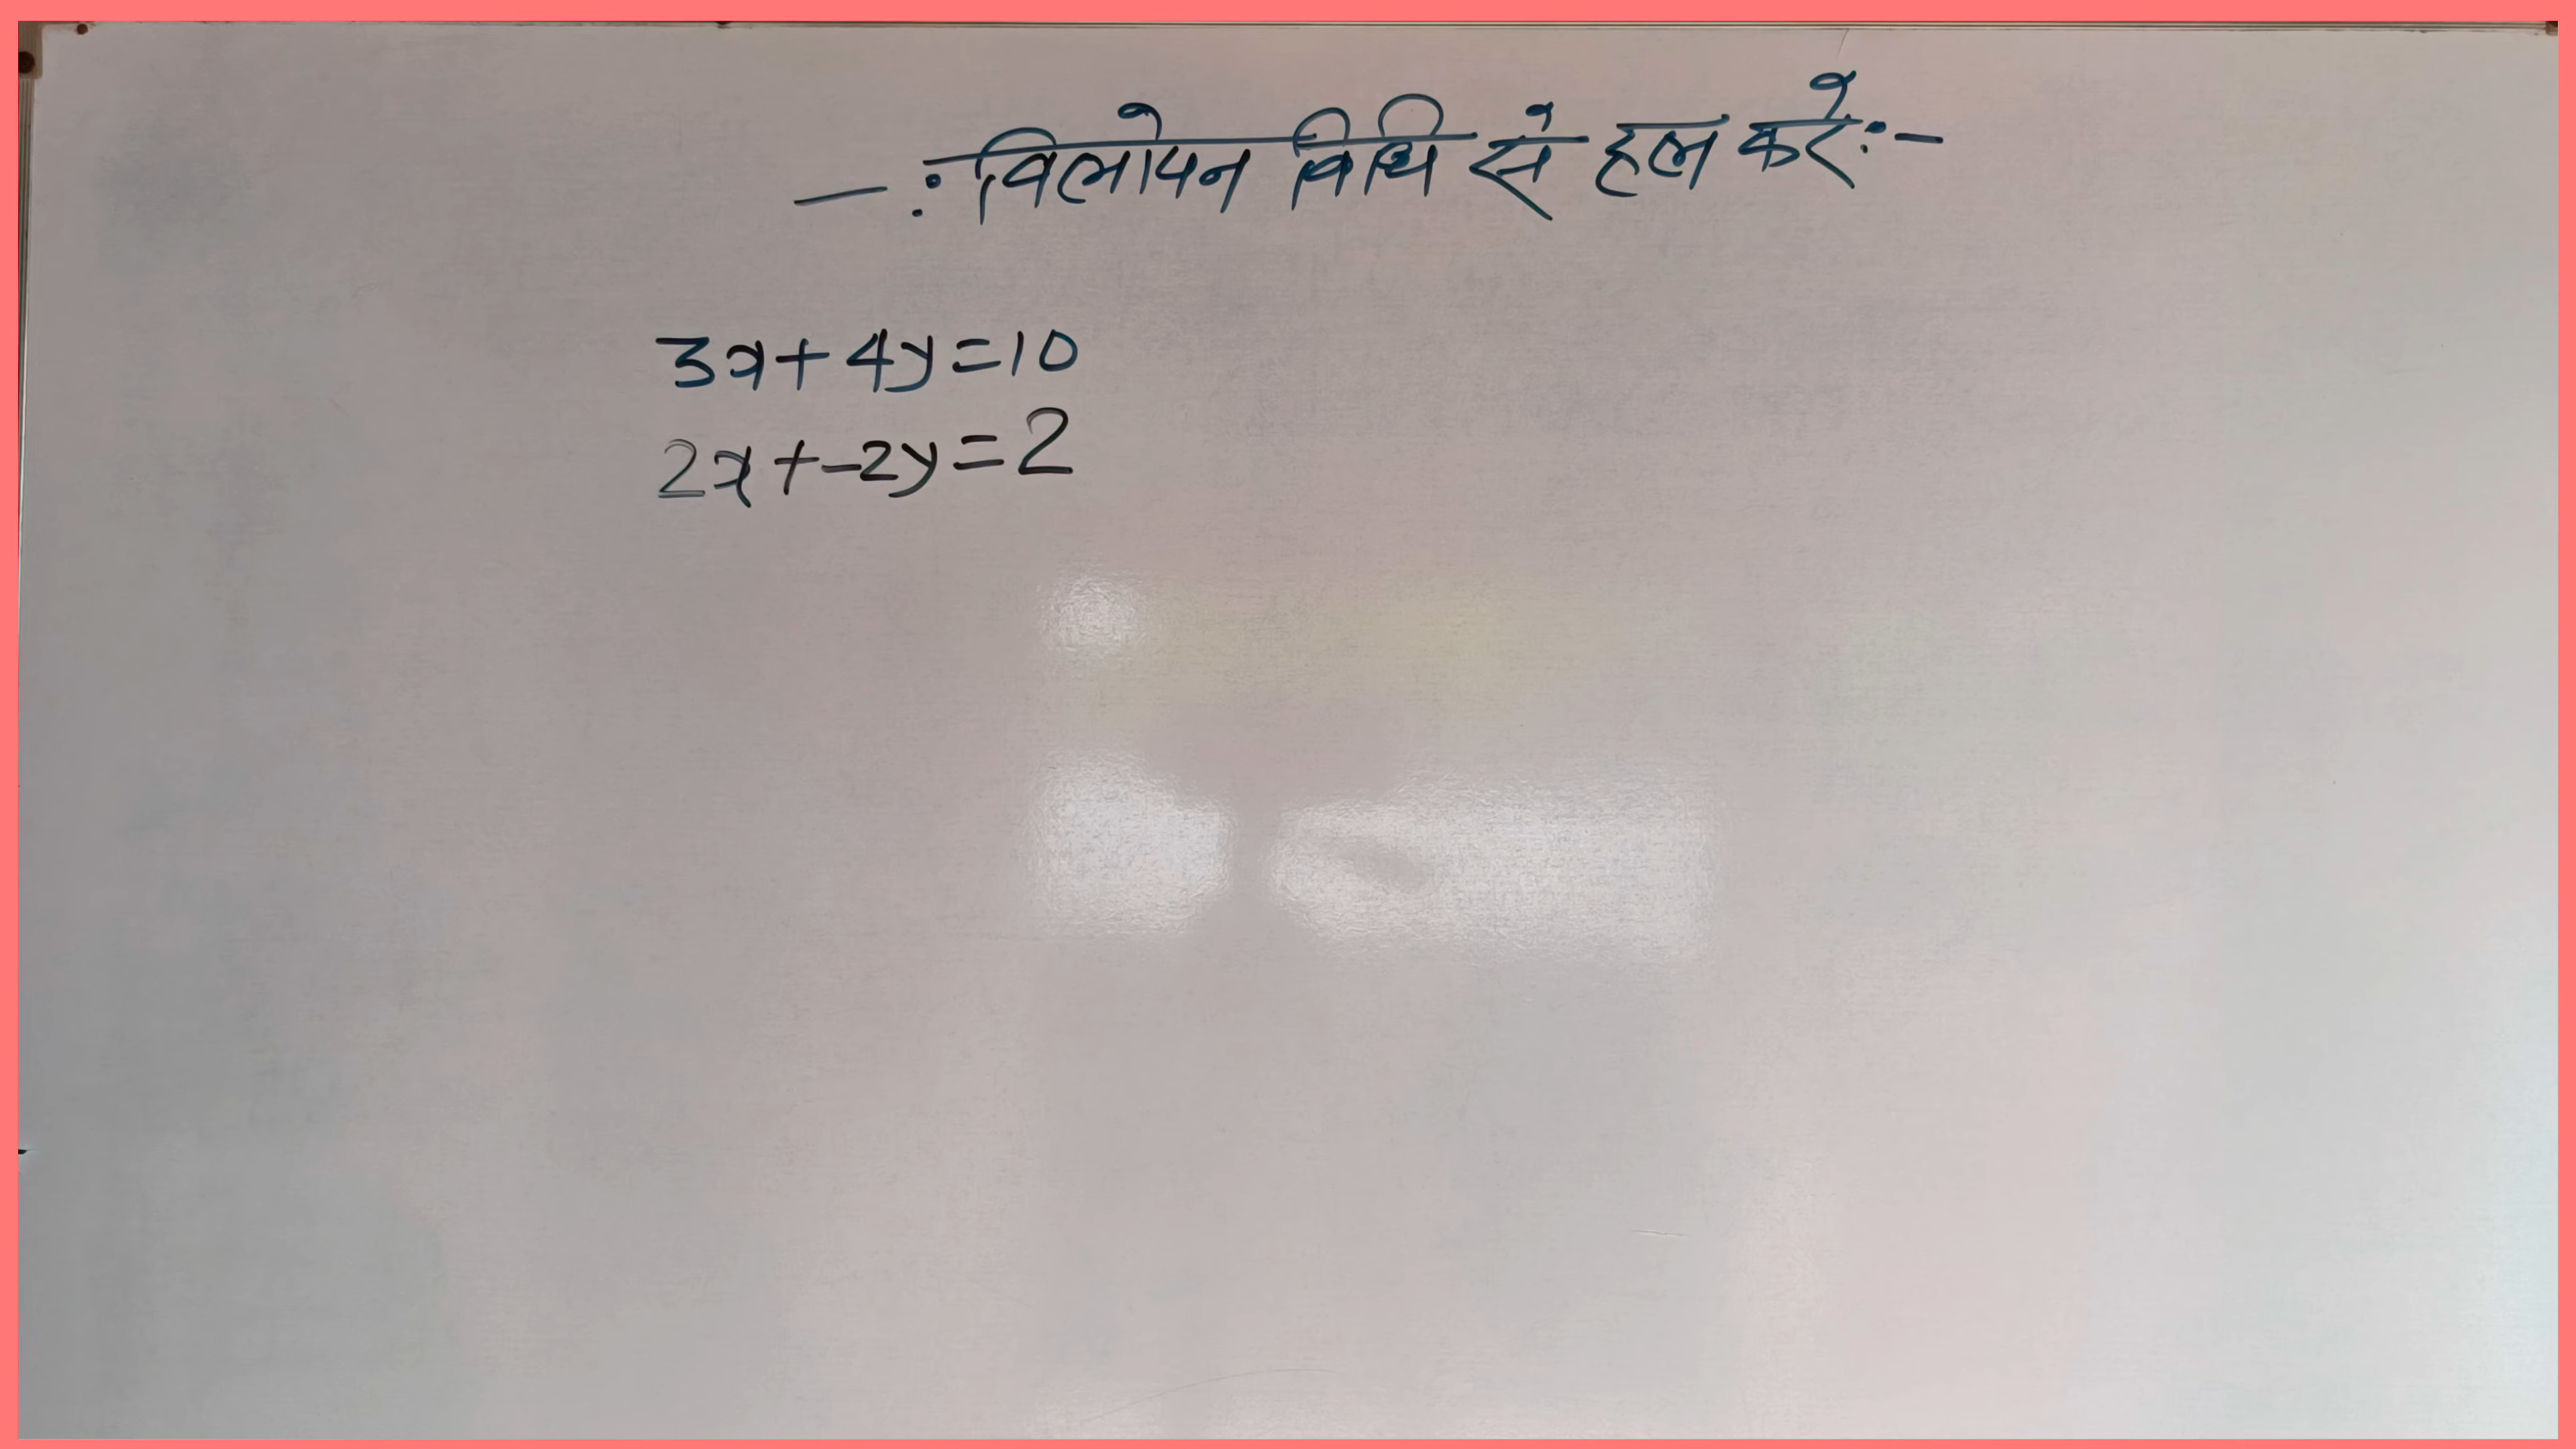 —: विलोपन विधि से हल करे:-
3x+4y=10
2x+-2y=2